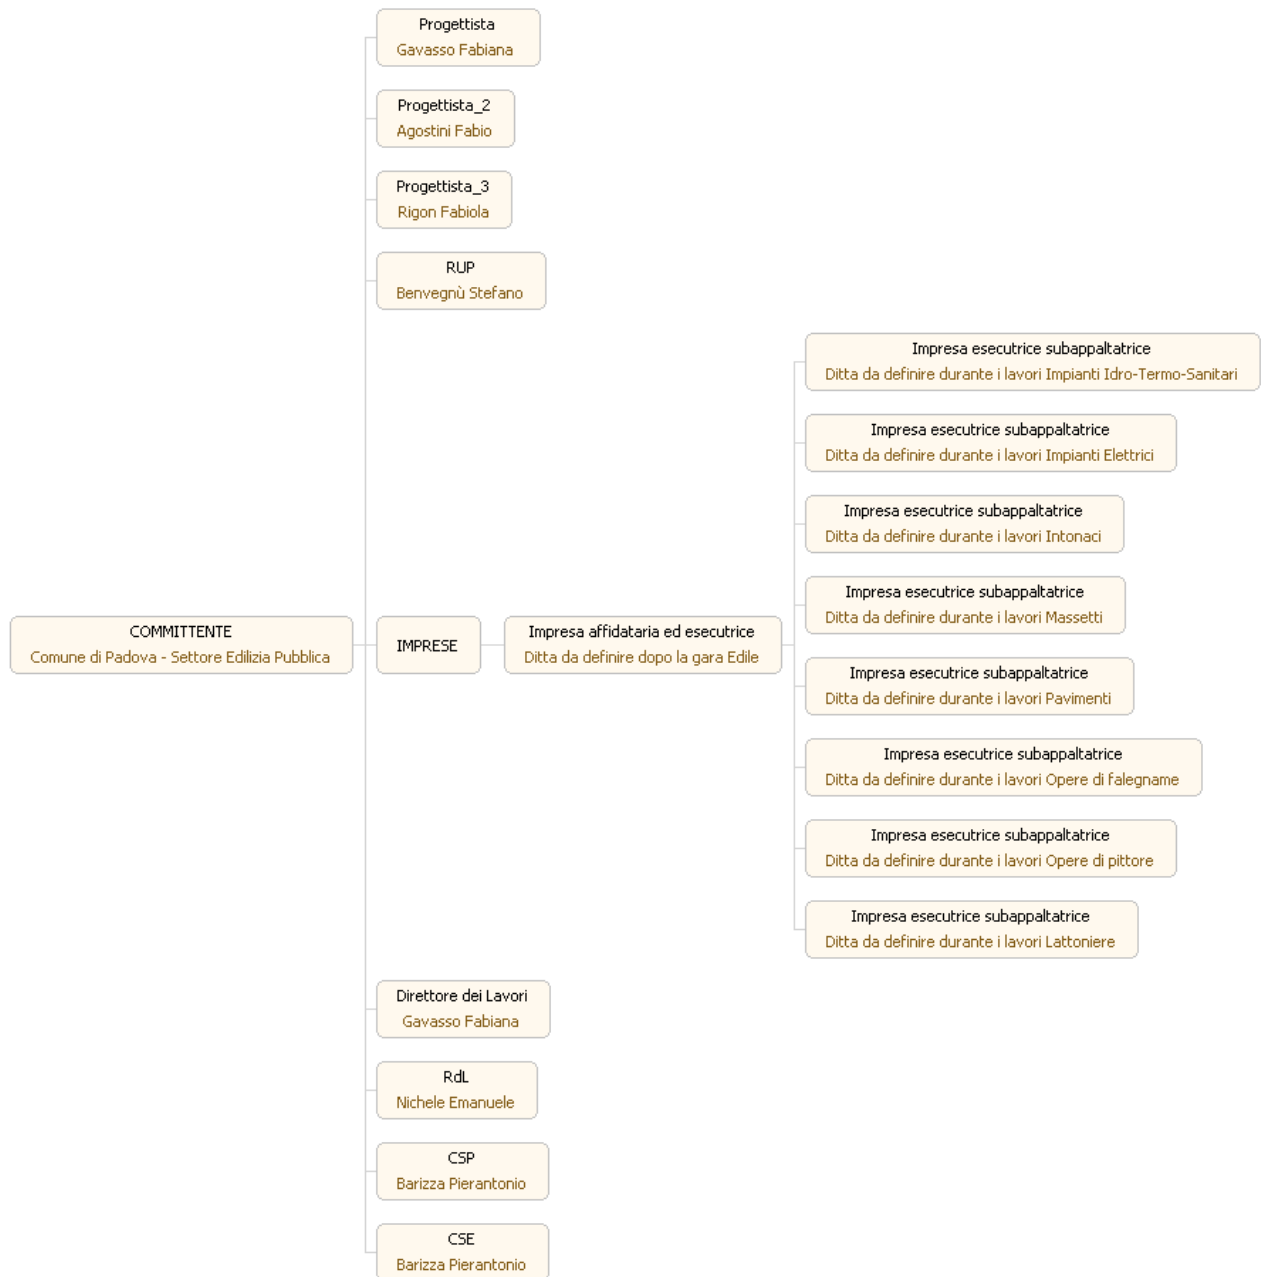 Progettista
Gavasso Fabiana
Progettista_2
Agostini Fabio
Progettista_3
Rigon Fabiola
RUP
Benvegnù Stefano
COMMITTENTE
Comune di Padova - Settore Edilizia Pubblica
IMPRESE
Impresa affidataria ed esecutrice
Ditta da definire dopo la gara Edile
Impresa esecutrice subappaltatrice
Ditta da definire durante i lavori Impianti Idro-Termo-Sanitari
Impresa esecutrice subappaltatrice
Ditta da definire durante i lavori Impianti Elettrici
Impresa esecutrice subappaltatrice
Ditta da definire durante i lavori Intonaci
Impresa esecutrice subappaltatrice
Ditta da definire durante i lavori Massetti
Impresa esecutrice subappaltatrice
Ditta da definire durante i lavori Pavimenti
Impresa esecutrice subappaltatrice
Ditta da definire durante i lavori Opere di falegname
Impresa esecutrice subappaltatrice
Ditta da definire durante i lavori Opere di pittore
Impresa esecutrice subappaltatrice
Ditta da definire durante i lavori Lattoniere
Direttore dei Lavori
Gavasso Fabiana
RdL
Nichele Emanuele
CSP
Barizza Pierantonio
CSE
Barizza Pierantonio